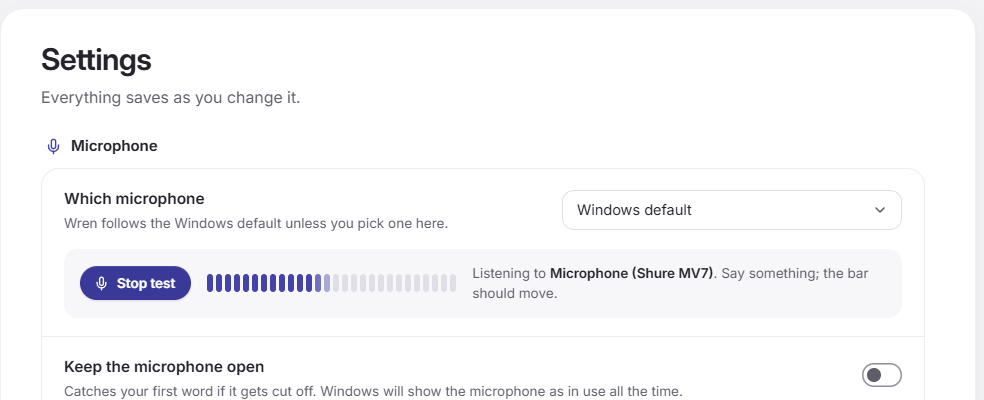 Settings
Everything saves as you change it.
Microphone
Which microphone
Wren follows the Windows default unless you pick one here.
Windows default
Stop test
Listening to Microphone (Shure MV7). Say something; the bar
should move.
Keep the microphone open
Catches your first word if it gets cut off. Windows will show the microphone as in use all the time.